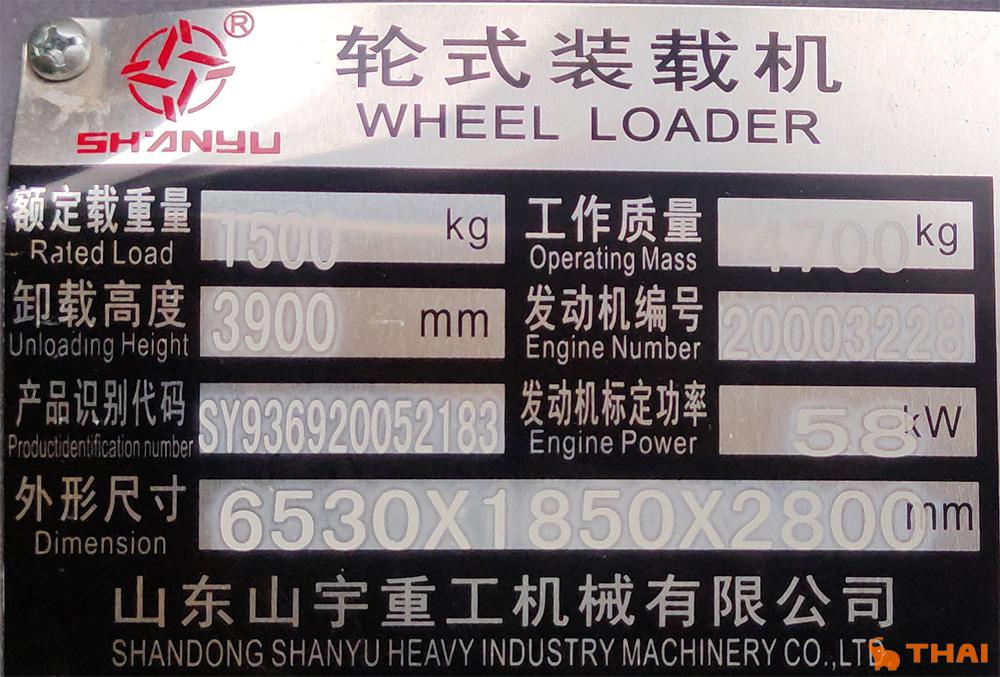 ®
SHANYU
轮式装载机
WHEEL LOADER
额定载重量 1500 kg
Rated Load
工作质量 4700 kg
Operating Mass
卸载高度 3900 mm
Unloading Height
发动机编号 20003228
Engine Number
产品识别代码 SY936920052183
Productidentification number
发动机标定功率 58 kW
Engine Power
外形尺寸 6530X1850X2800 mm
Dimension
山东山宇重工机械有限公司
SHANDONG SHANYU HEAVY INDUSTRY MACHINERY CO.,LTD
THAI